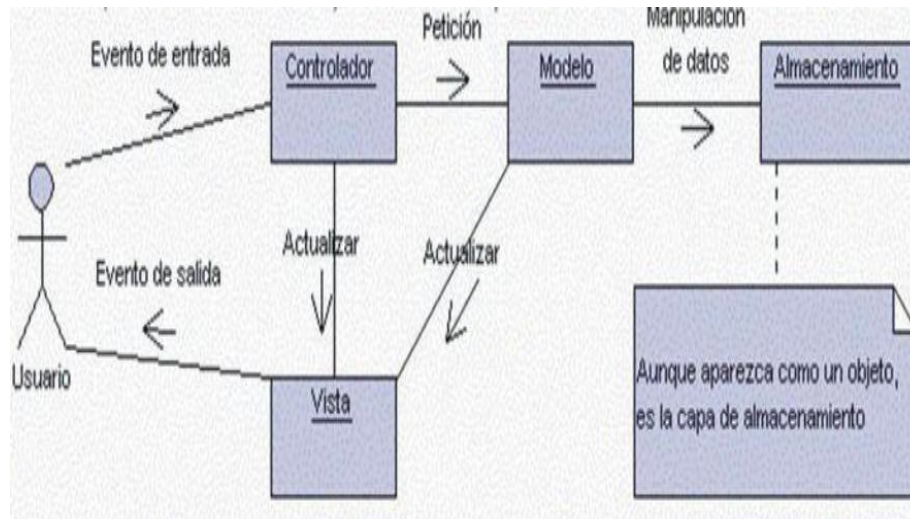 Evento de entrada
Controlador
Petición
Modelo
Manipulación
de datos
Almacenamiento
Actualizar
Actualizar
Evento de salida
Usuario
Vista
Aunque aparezca como un objeto,
es la capa de almacenamiento